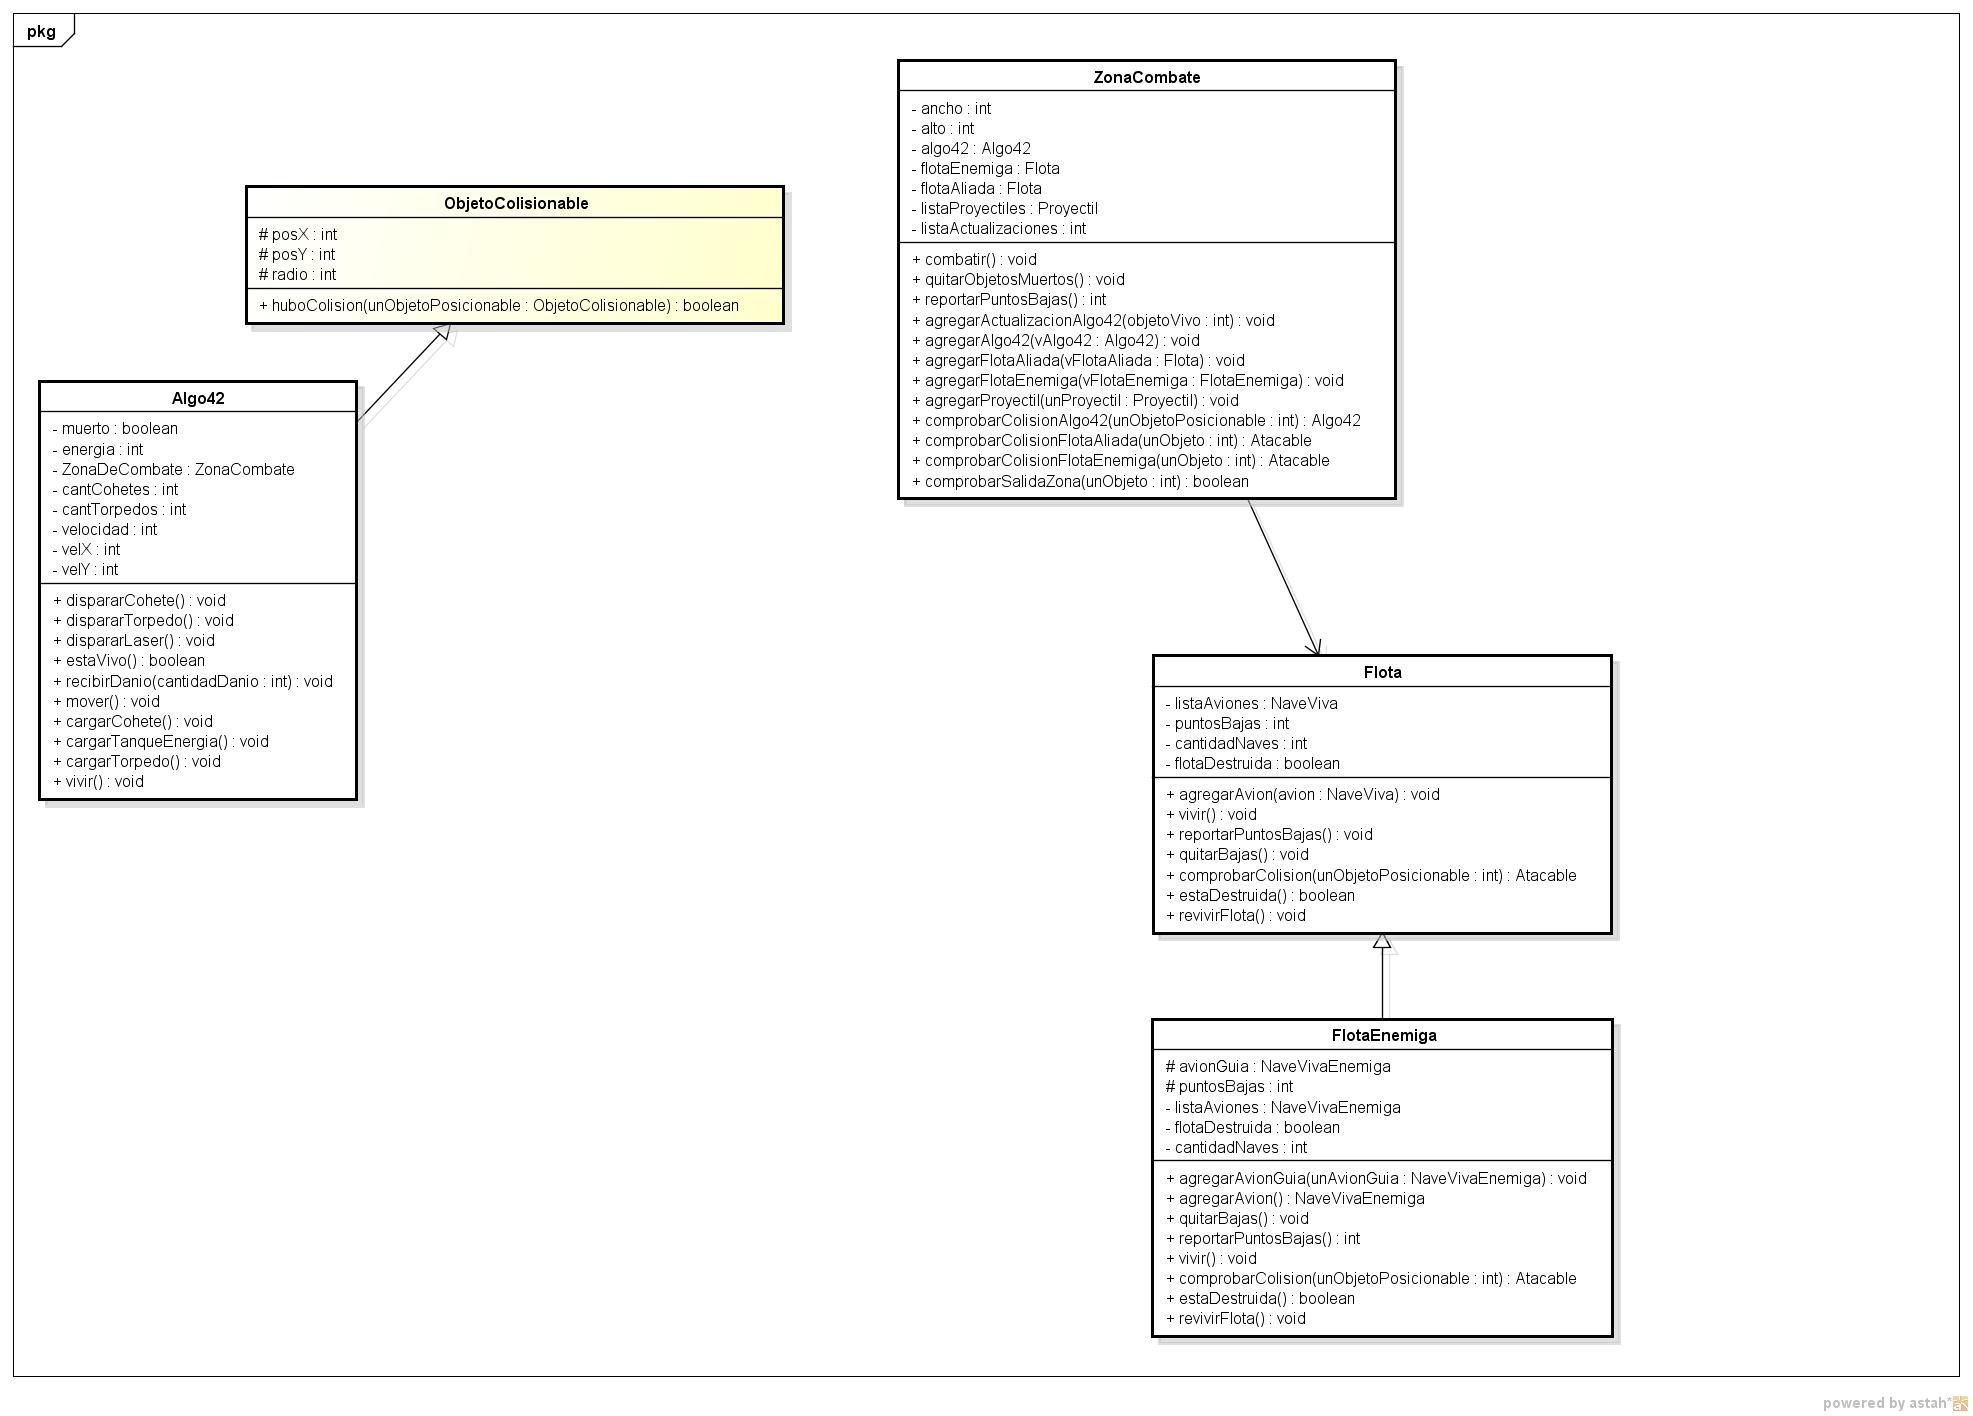 pkg
ZonaCombate
- ancho : int
- alto : int
- algo42 : Algo42
- flotaEnemiga : Flota
- flotaAliada : Flota
- listaProyectiles : Proyectil
- listaActualizaciones : int
+ combatir() : void
+ quitarObjetosMuertos() : void
+ reportarPuntosBajas() : int
+ agregarActualizacionAlgo42(objetoVivo : int) : void
+ agregarAlgo42(vAlgo42 : Algo42) : void
+ agregarFlotaAliada(vFlotaAliada : Flota) : void
+ agregarFlotaEnemiga(vFlotaEnemiga : FlotaEnemiga) : void
+ agregarProyectil(unProyectil : Proyectil) : void
+ comprobarColisionAlgo42(unObjetoPosicionable : int) : Algo42
+ comprobarColisionFlotaAliada(unObjeto : int) : Atacable
+ comprobarColisionFlotaEnemiga(unObjeto : int) : Atacable
+ comprobarSalidaZona(unObjeto : int) : boolean
ObjetoColisionable
# posX : int
# posY : int
# radio : int
+ huboColision(unObjetoPosicionable : ObjetoColisionable) : boolean
Algo42
- muerto : boolean
- energia : int
- ZonaDeCombate : ZonaCombate
- cantCohetes : int
- cantTorpedos : int
- velocidad : int
- velX : int
- velY : int
+ dispararCohete() : void
+ dispararTorpedo() : void
+ dispararLaser() : void
+ estaVivo() : boolean
+ recibirDanio(cantidadDanio : int) : void
+ mover() : void
+ cargarCohete() : void
+ cargarTanqueEnergia() : void
+ cargarTorpedo() : void
+ vivir() : void
Flota
- listaAviones : NaveViva
- puntosBajas : int
- cantidadNaves : int
- flotaDestruida : boolean
+ agregarAvion(avion : NaveViva) : void
+ vivir() : void
+ reportarPuntosBajas() : void
+ quitarBajas() : void
+ comprobarColision(unObjetoPosicionable : int) : Atacable
+ estaDestruida() : boolean
+ revivirFlota() : void
FlotaEnemiga
# avionGuia : NaveVivaEnemiga
# puntosBajas : int
- listaAviones : NaveVivaEnemiga
- flotaDestruida : boolean
- cantidadNaves : int
+ agregarAvionGuia(unAvionGuia : NaveVivaEnemiga) : void
+ agregarAvion() : NaveVivaEnemiga
+ quitarBajas() : void
+ reportarPuntosBajas() : int
+ vivir() : void
+ comprobarColision(unObjetoPosicionable : int) : Atacable
+ estaDestruida() : boolean
+ revivirFlota() : void
powered by astah*